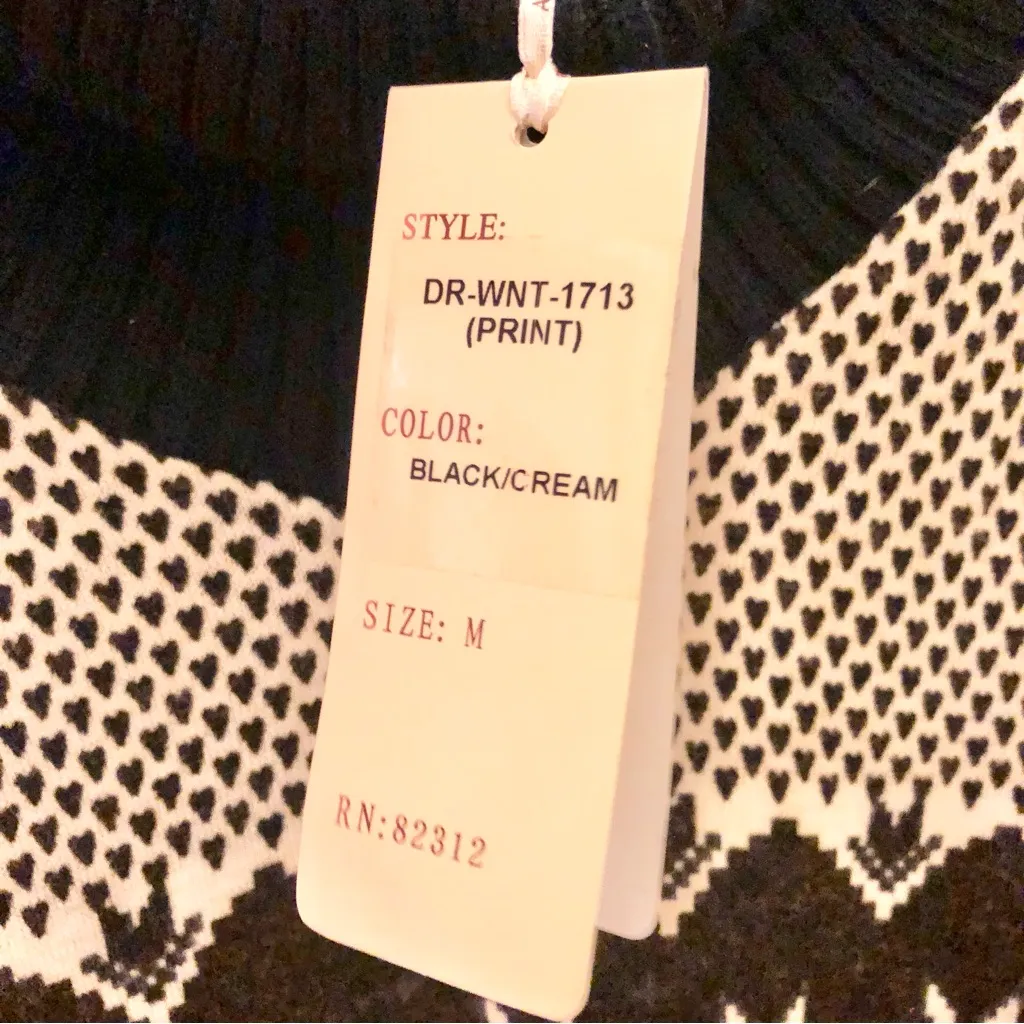 STYLE:
DR-WNT-1713
(PRINT)
COLOR:
BLACK/CREAM
SIZE: M
RN:82312